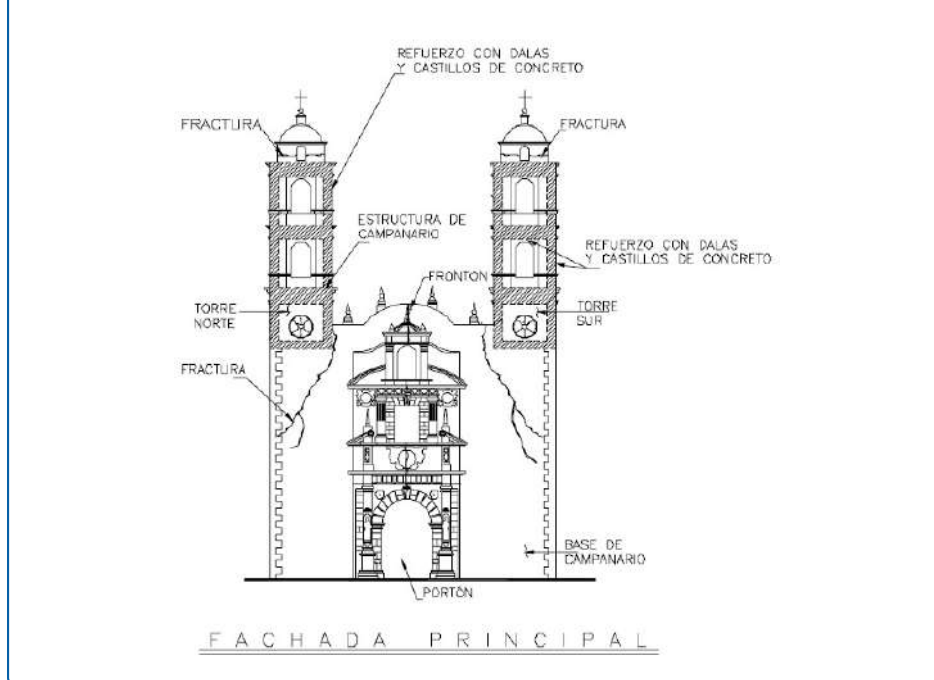 REFUERZO CON DALAS
Y CASTILLOS DE CONCRETO
FRACTURA
FRACTURA
ESTRUCTURA DE
CAMPANARIO
REFUERZO CON DALAS
Y CASTILLOS DE CONCRETO
FRONTON
TORRE
NORTE
TORRE
SUR
FRACTURA
BASE DE
CAMPANARIO
PORTÓN
FACHADA PRINCIPAL